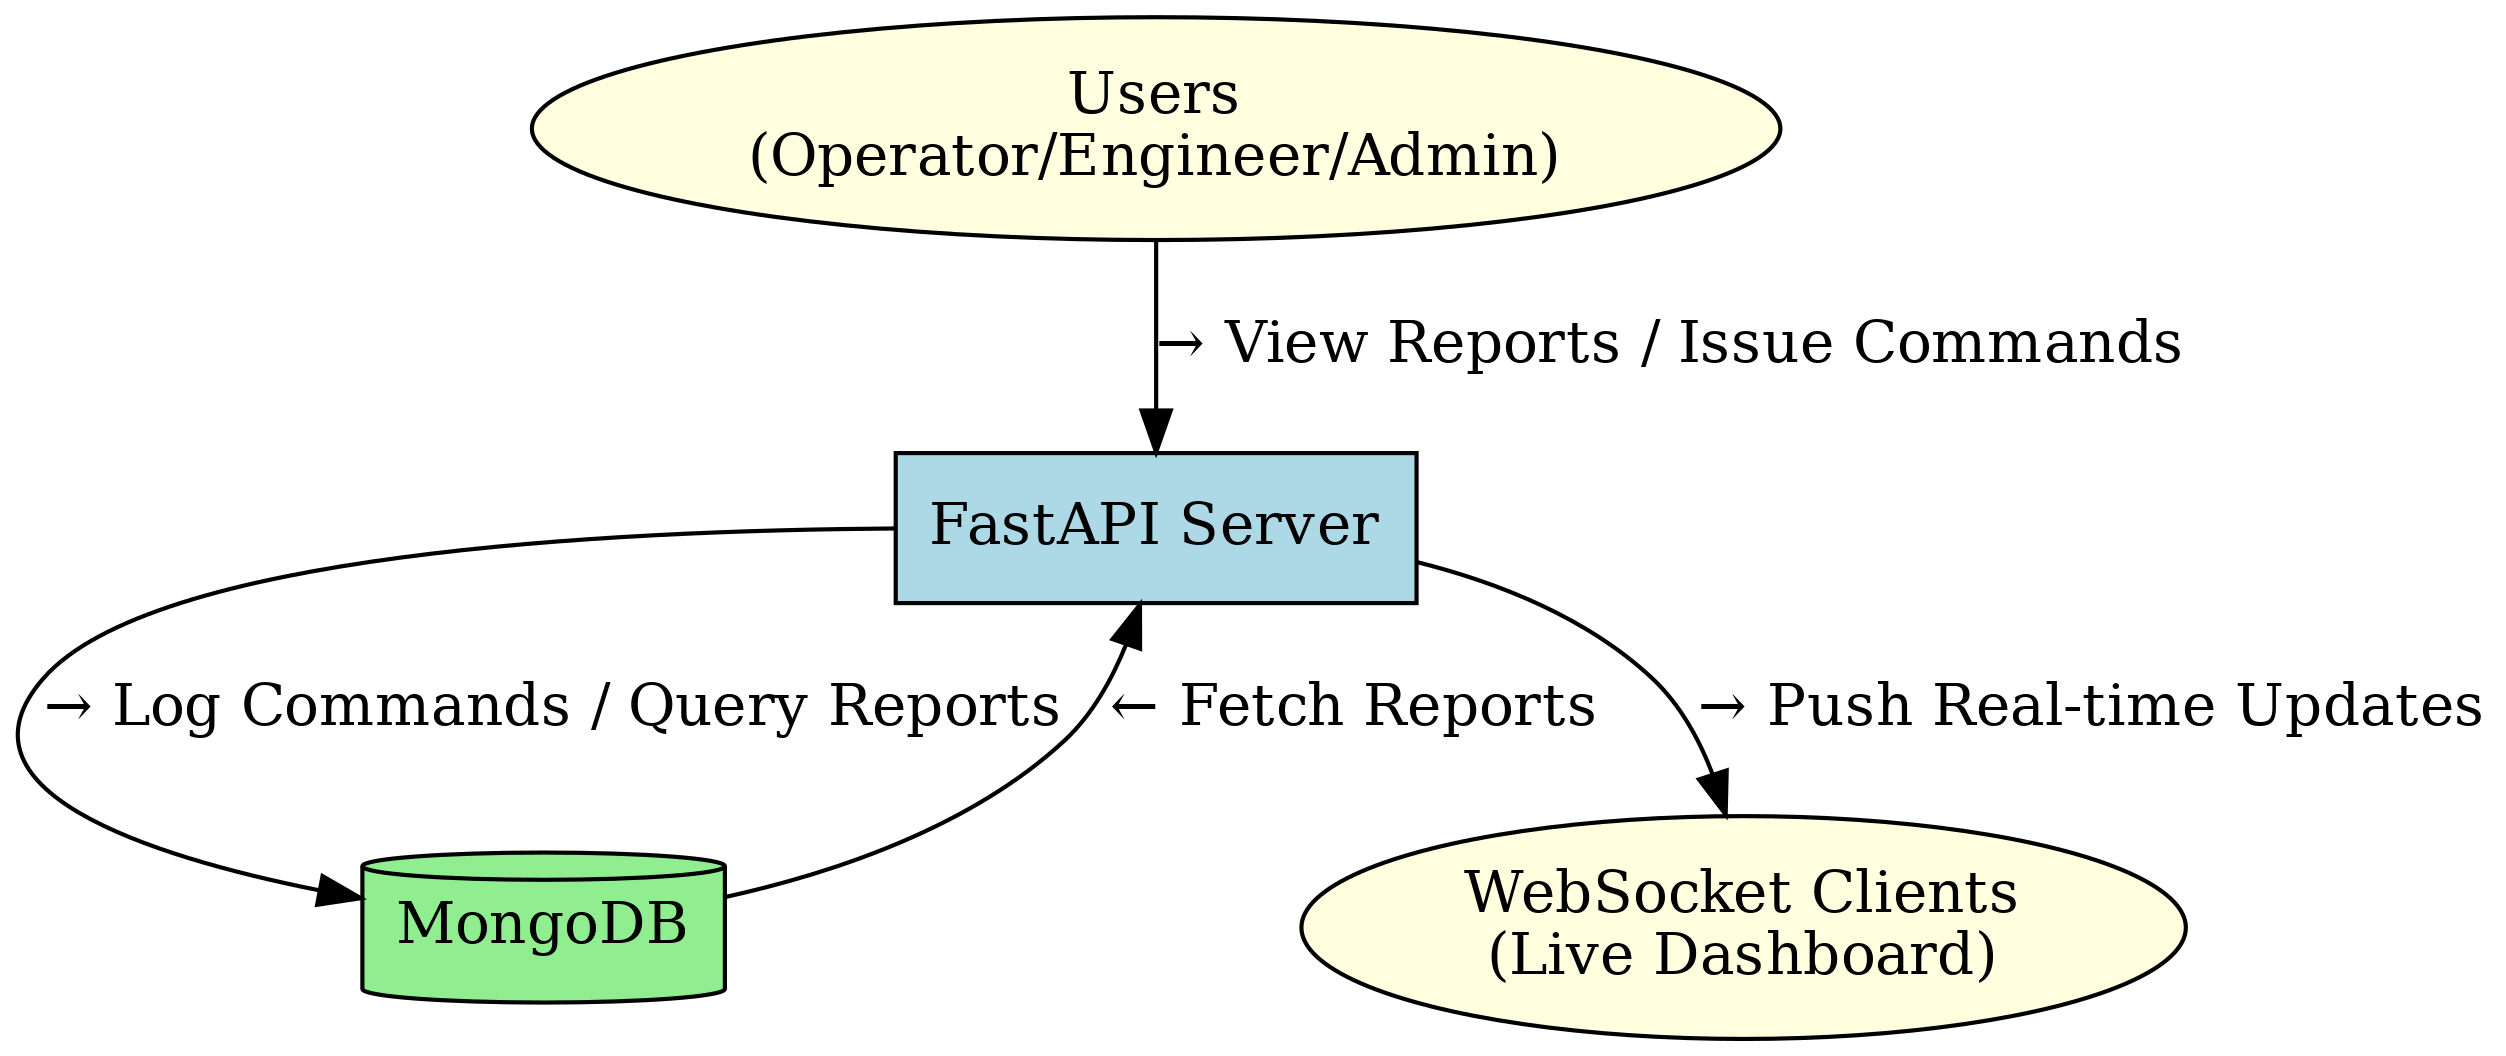 Users
(Operator/Engineer/Admin)
→ View Reports / Issue Commands
FastAPI Server
→ Log Commands / Query Reports
← Fetch Reports
→ Push Real-time Updates
MongoDB
WebSocket Clients
(Live Dashboard)